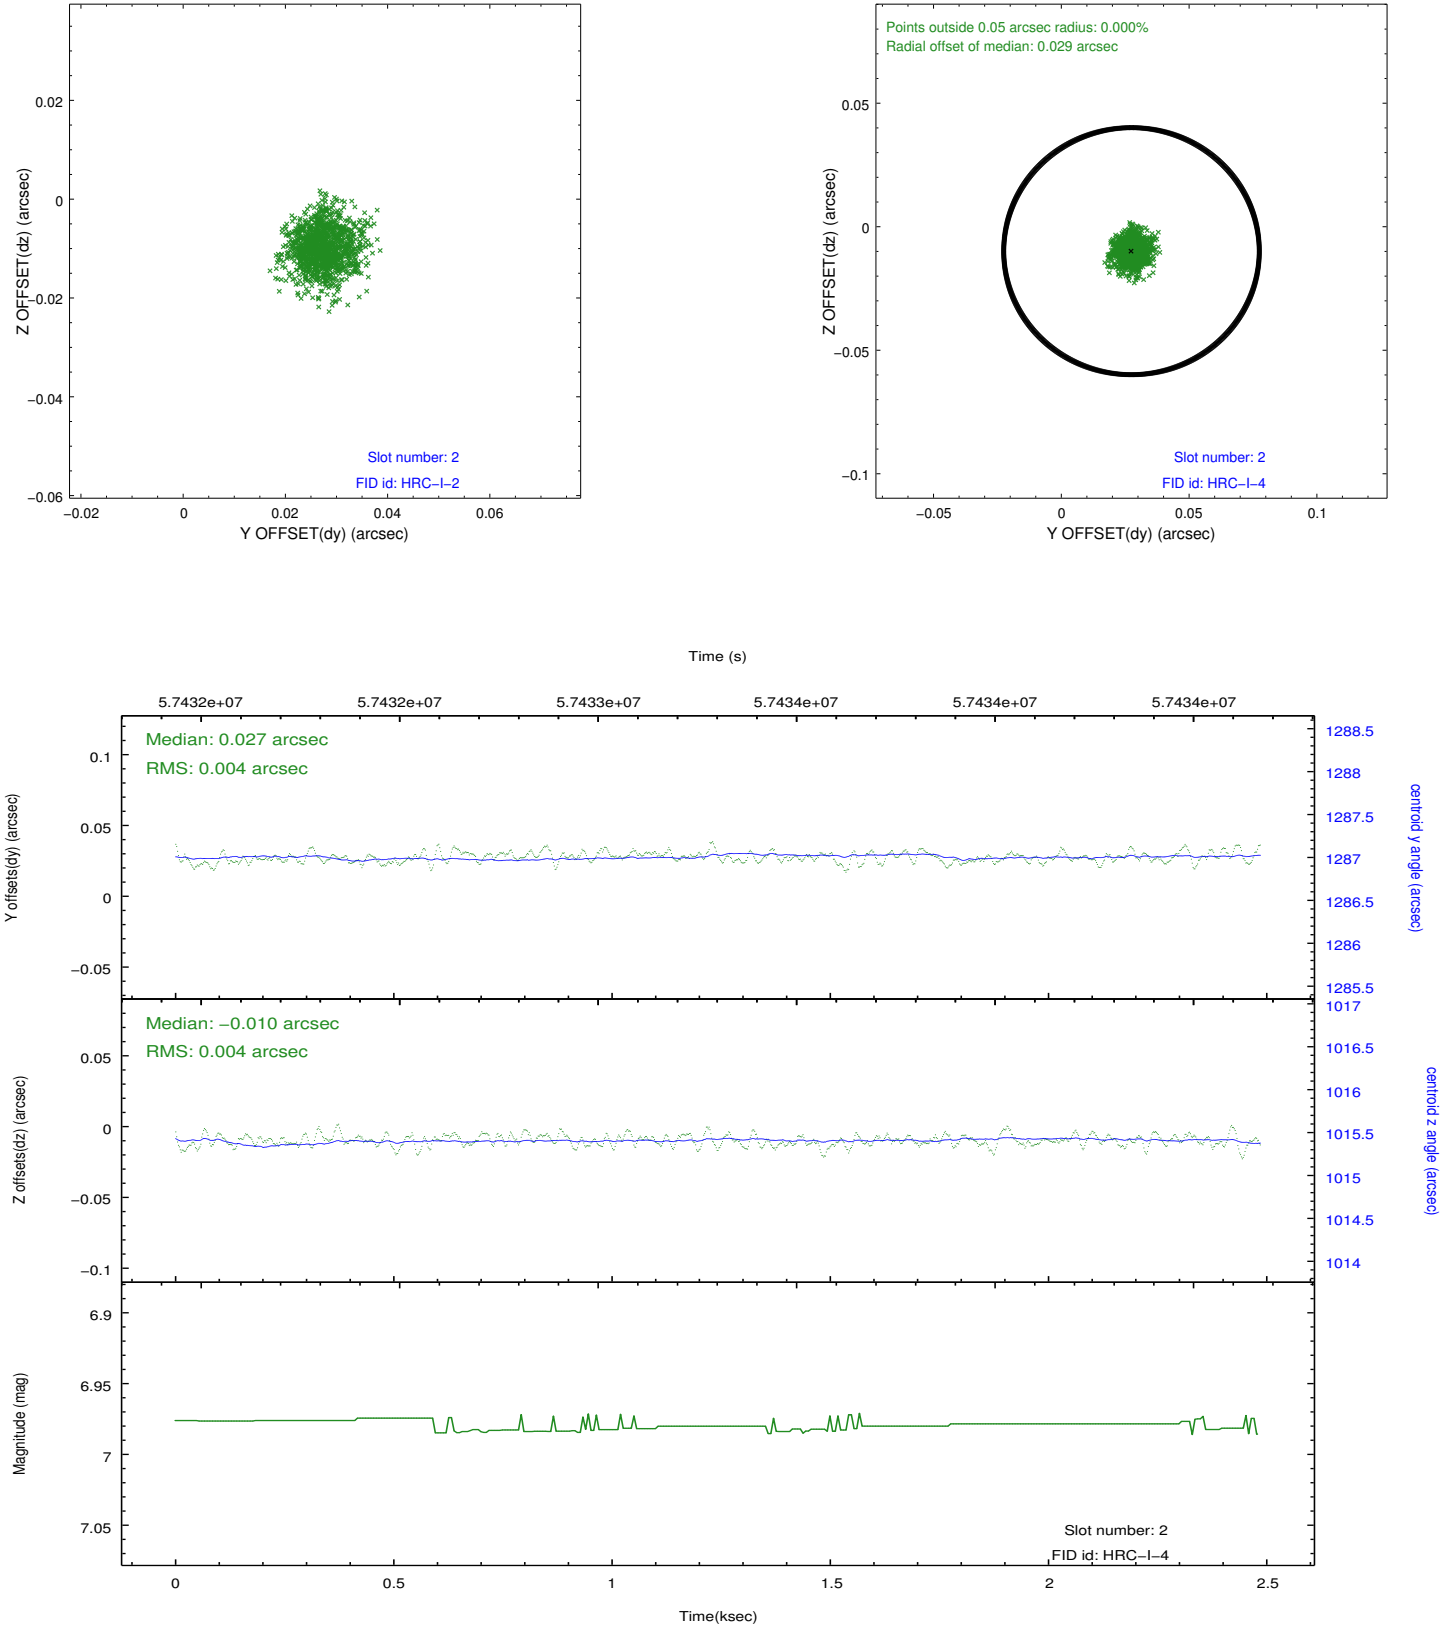 0.02
0
−0.02
−0.04
−0.06
Z OFFSET(dz) (arcsec)
Slot number: 2
FID id: HRC−I−2
−0.02 0 0.02 0.04 0.06
Y OFFSET(dy) (arcsec)
Points outside 0.05 arcsec radius: 0.000%
Radial offset of median: 0.029 arcsec
0.05
0
−0.05
−0.1
Z OFFSET(dz) (arcsec)
Slot number: 2
FID id: HRC−I−4
−0.05 0 0.05 0.1
Y OFFSET(dy) (arcsec)
Time (s)
5.7432e+07 5.7432e+07 5.7433e+07 5.7434e+07 5.7434e+07 5.7434e+07
Median: 0.027 arcsec
RMS: 0.004 arcsec
0.1
0.05
0
−0.05
Y offsets(dy) (arcsec)
1288.5
1288
1287.5
1287
1286.5
1286
1285.5
centroid y angle (arcsec)
Median: −0.010 arcsec
RMS: 0.004 arcsec
0.05
0
−0.05
−0.1
Z offsets(dz) (arcsec)
1017
1016.5
1016
1015.5
1015
1014.5
1014
centroid z angle (arcsec)
6.9
6.95
7
7.05
Magnitude (mag)
Slot number: 2
FID id: HRC−I−4
0 0.5 1 1.5 2 2.5
Time(ksec)